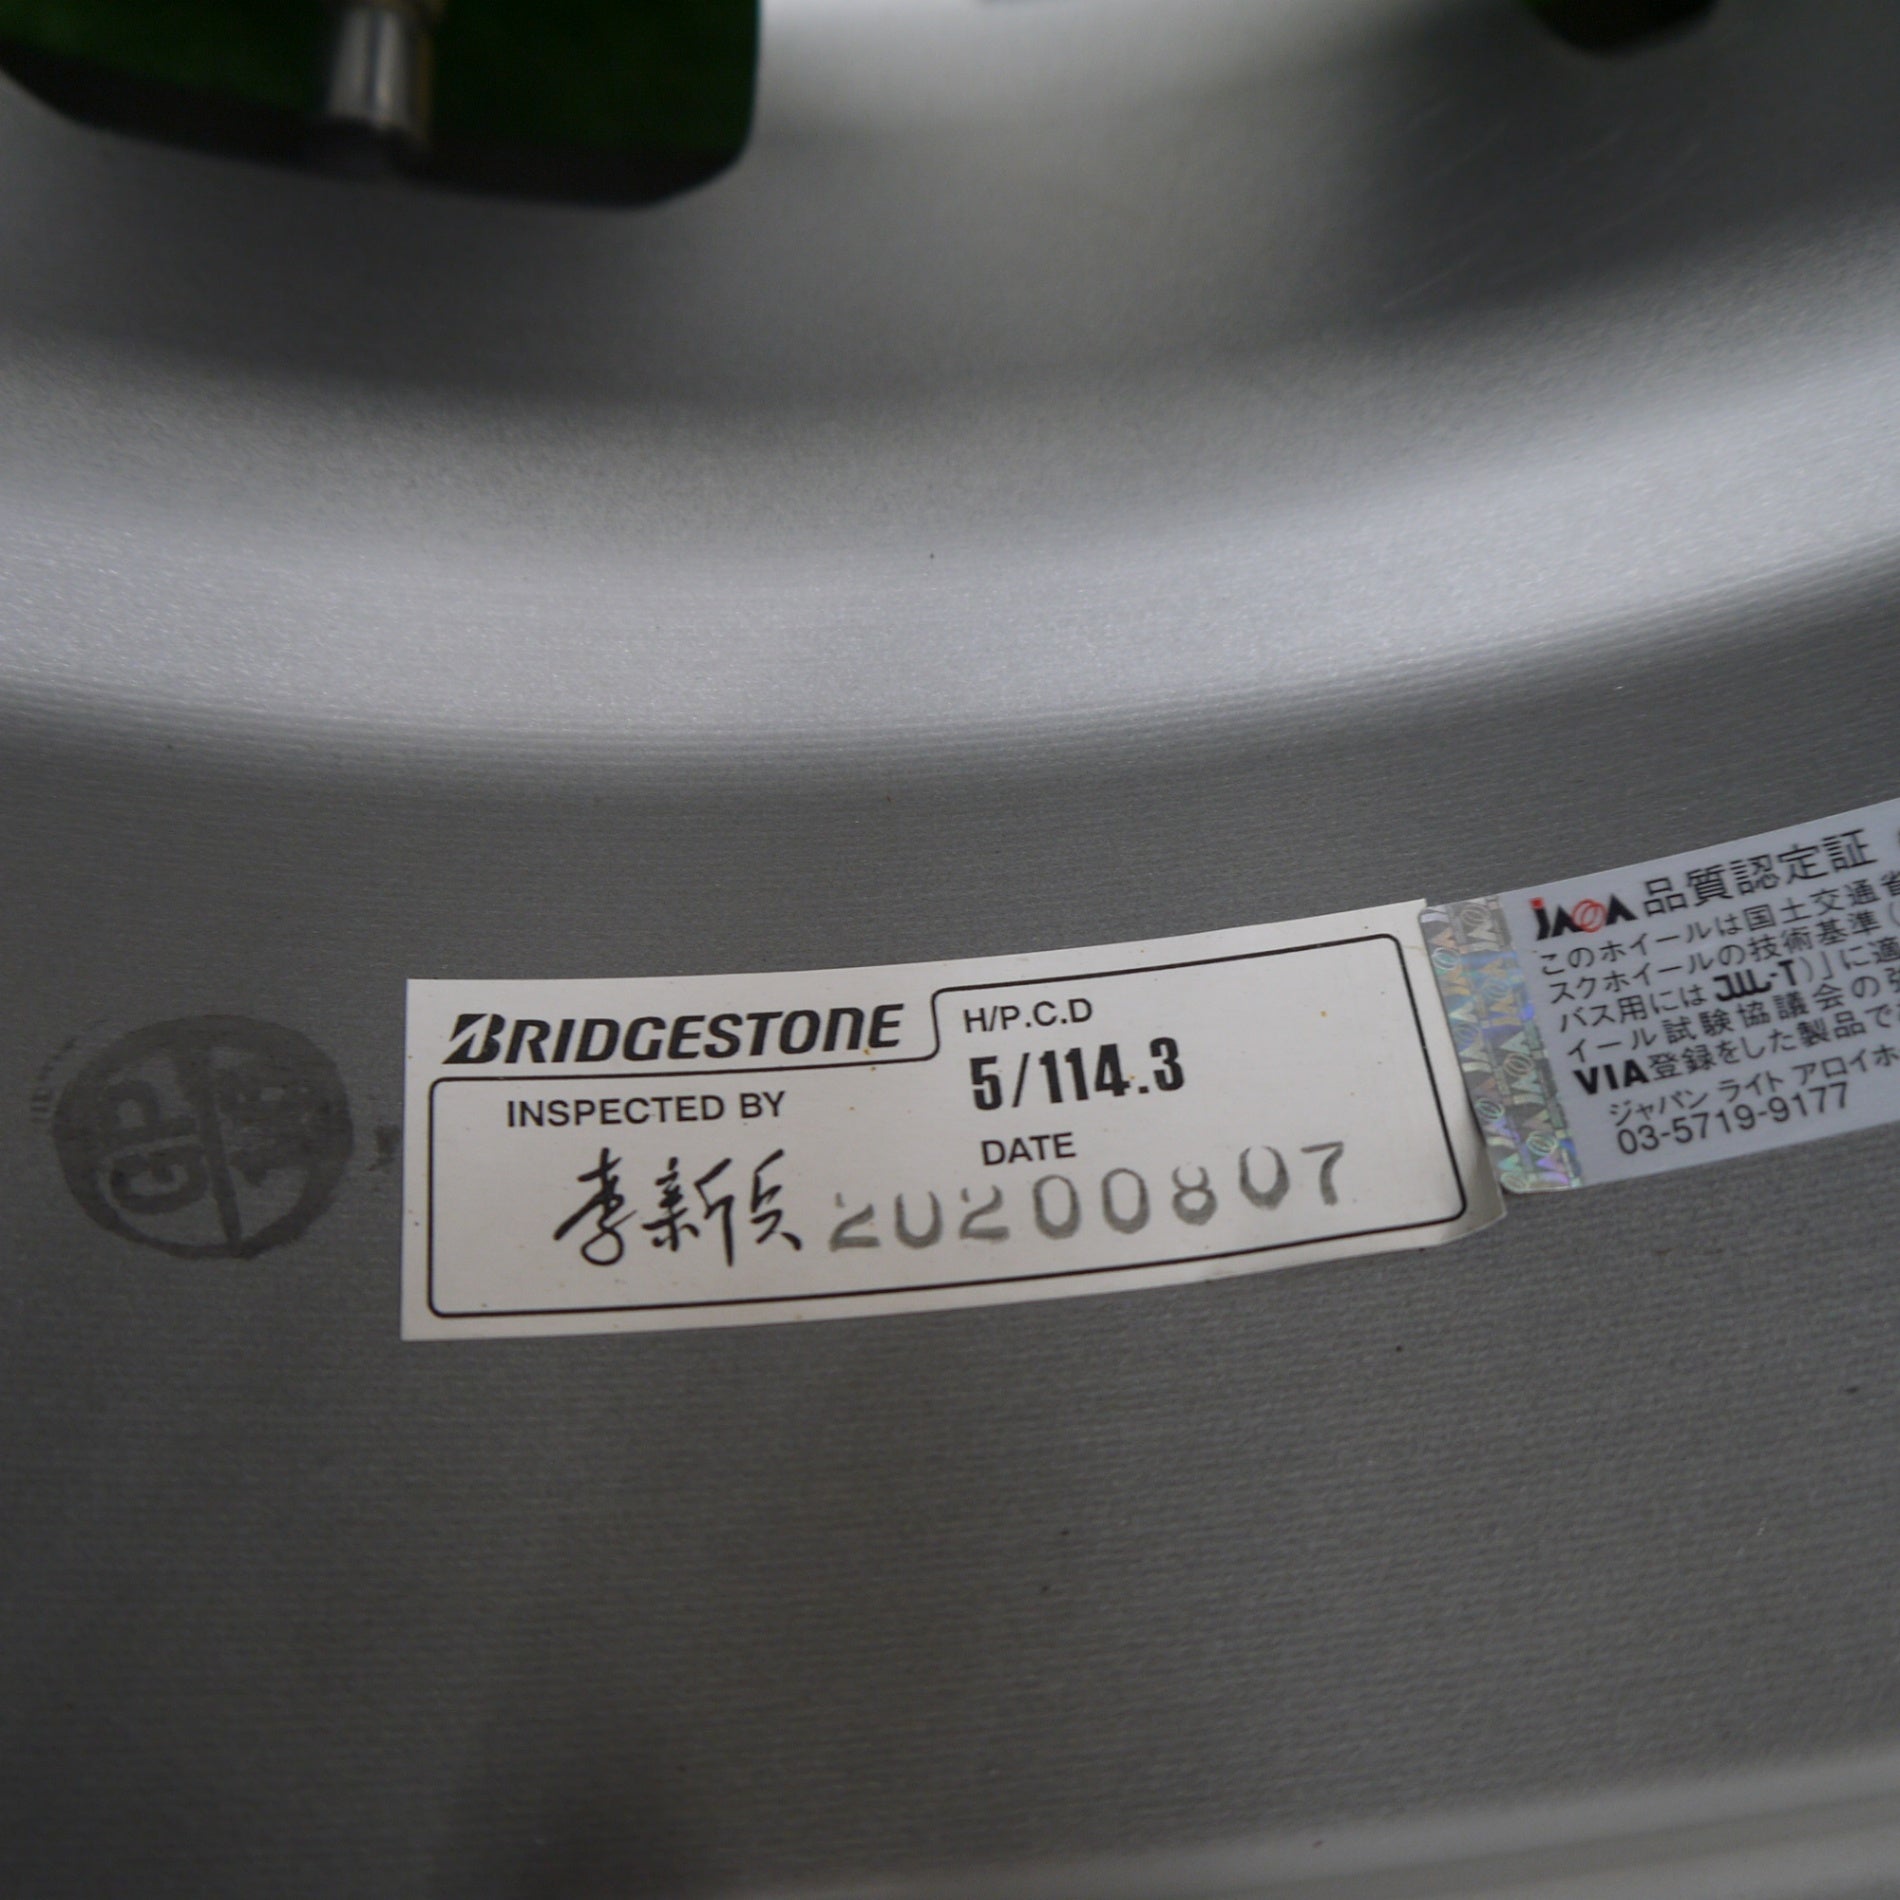 BRIDGESTONE
H/P.C.D
5/114.3
INSPECTED BY
DATE
李新兵 20200807
JAWA 品質認定証
このホイールは国土交通省
スクホイールの技術基準(
バス用には JWL-T)」に適
イール試験協議会の強
VIA登録をした製品で
ジャパン ライト アロイホ
03-5719-9177